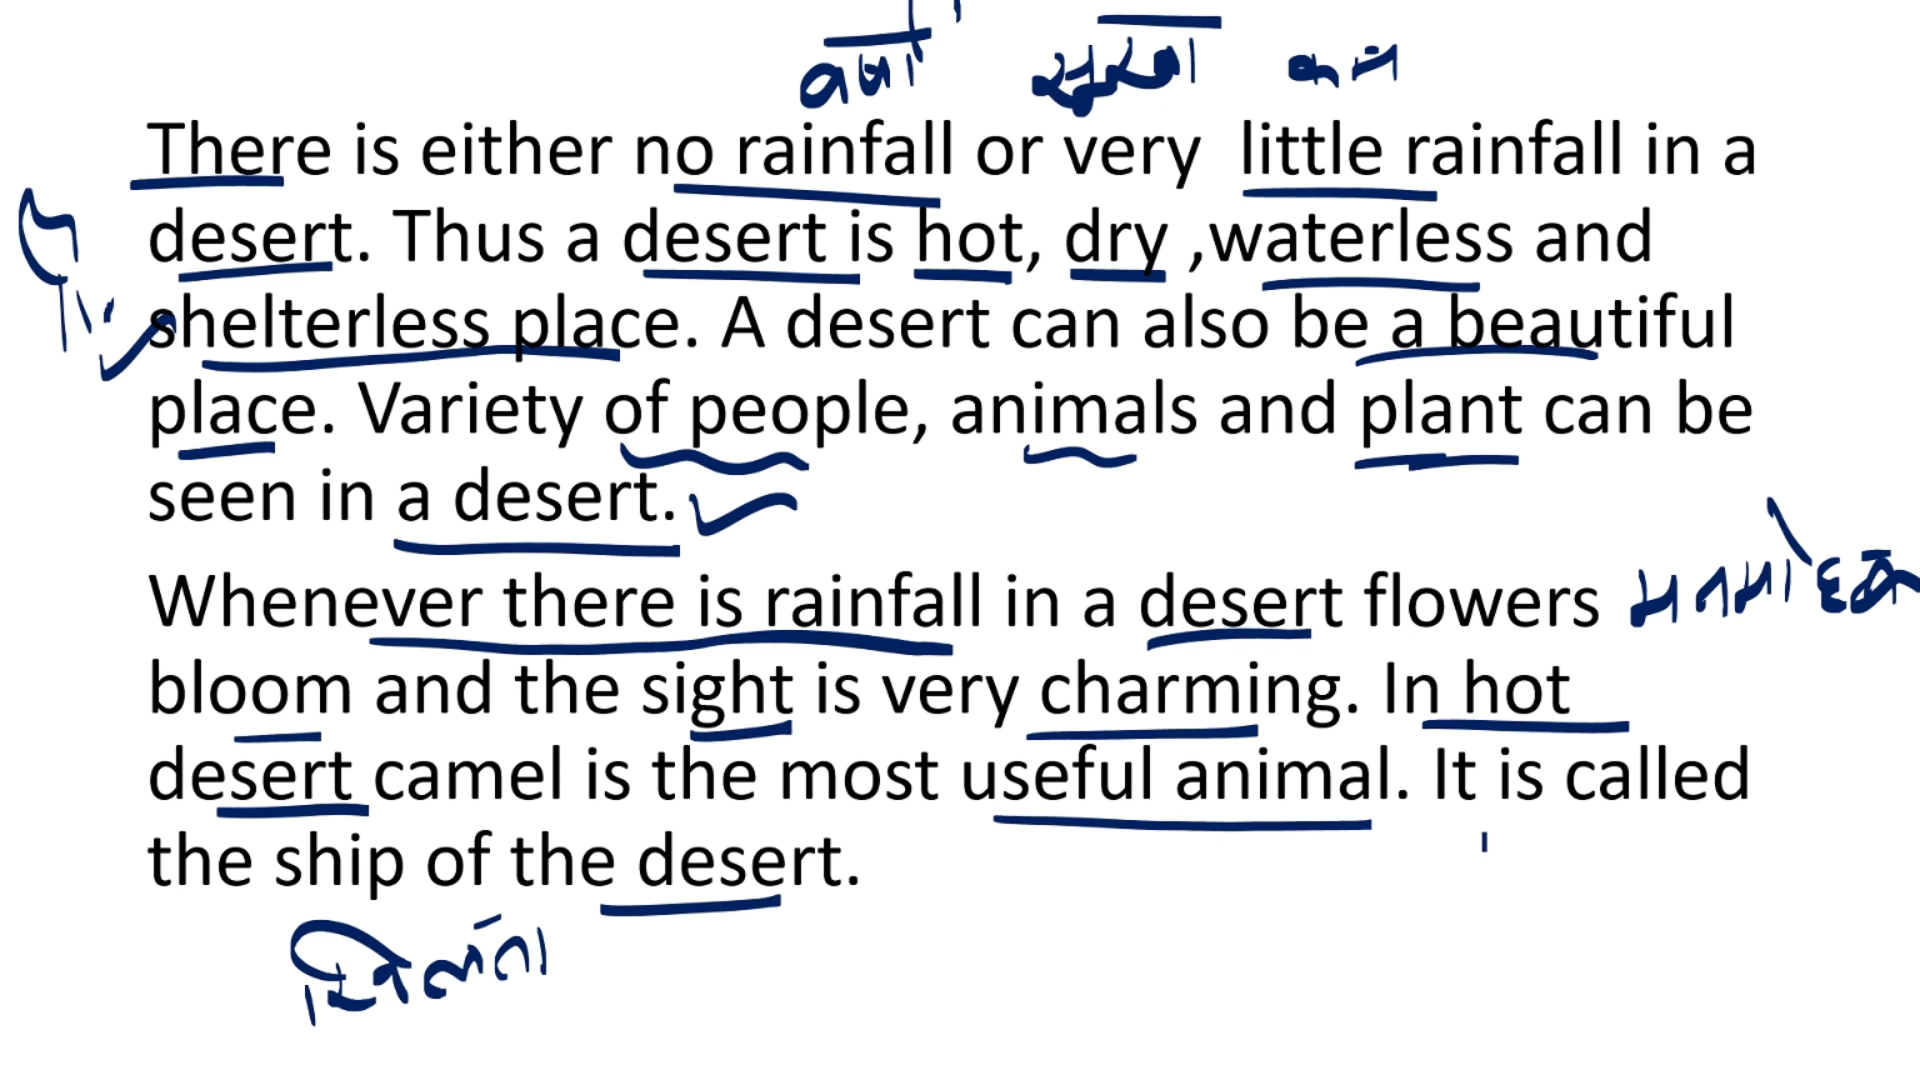 वर्षा सूखा कम
There is either no rainfall or very little rainfall in a
desert. Thus a desert is hot, dry ,waterless and
shelterless place. A desert can also be a beautiful
place. Variety of people, animals and plant can be
seen in a desert.
Whenever there is rainfall in a desert flowers
bloom and the sight is very charming. In hot
desert camel is the most useful animal. It is called
the ship of the desert.
खिलना